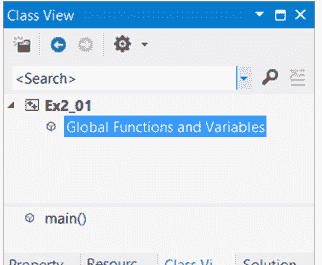 Class View
<Search>
Ex2_01
Global Functions and Variables
main()
Property... Resourc... Class Vi... Solution...